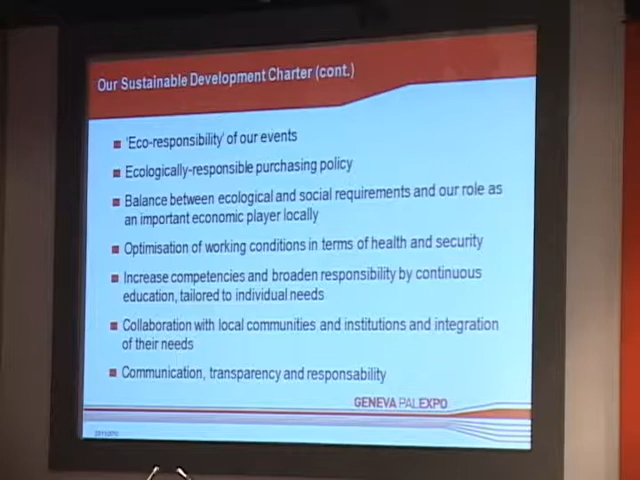 Our Sustainable Development Charter (cont.)
'Eco-responsibility' of our events
Ecologically-responsible purchasing policy
Balance between ecological and social requirements and our role as
an important economic player locally
Optimisation of working conditions in terms of health and security
Increase competencies and broaden responsibility by continuous
education, tailored to individual needs
Collaboration with local communities and institutions and integration
of their needs
Communication, transparency and responsability
GENEVA PALEXPO